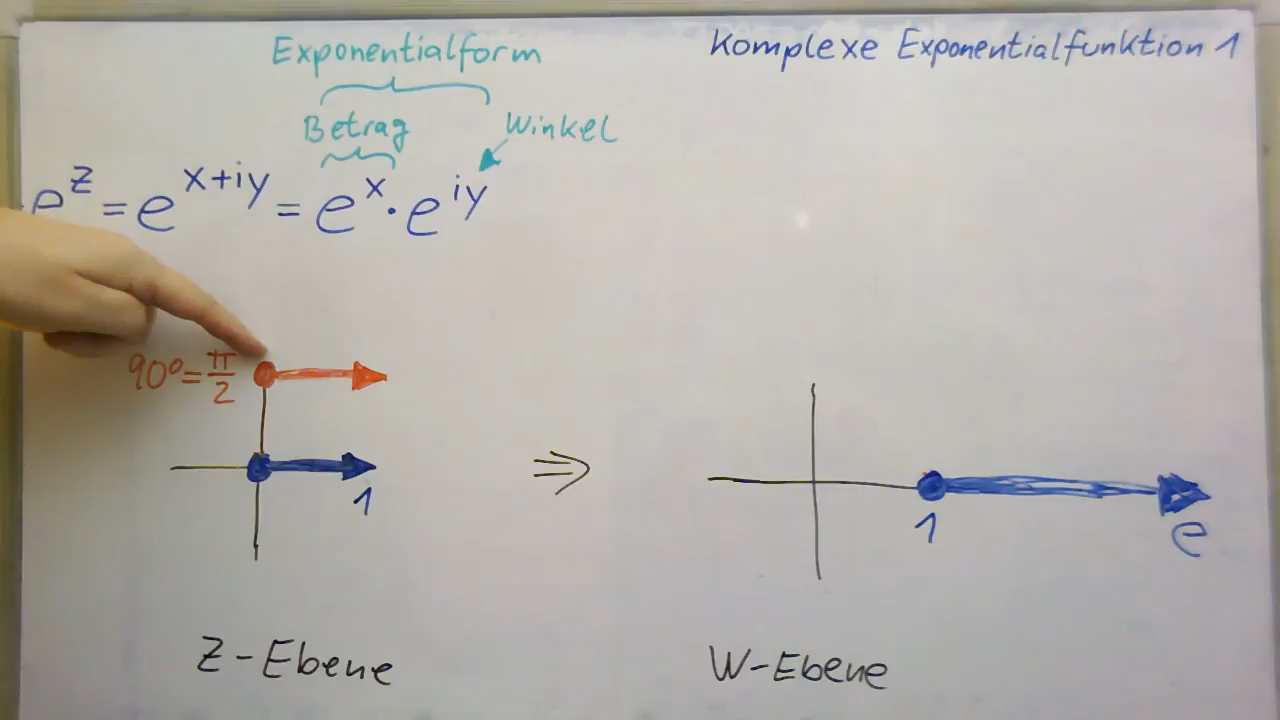 Exponentialform
Komplexe Exponentialfunktion 1
Betrag
Winkel
e^z = e^{x+iy} = e^x · e^{iy}
90° = π/2
1
1
e
Z-Ebene
W-Ebene